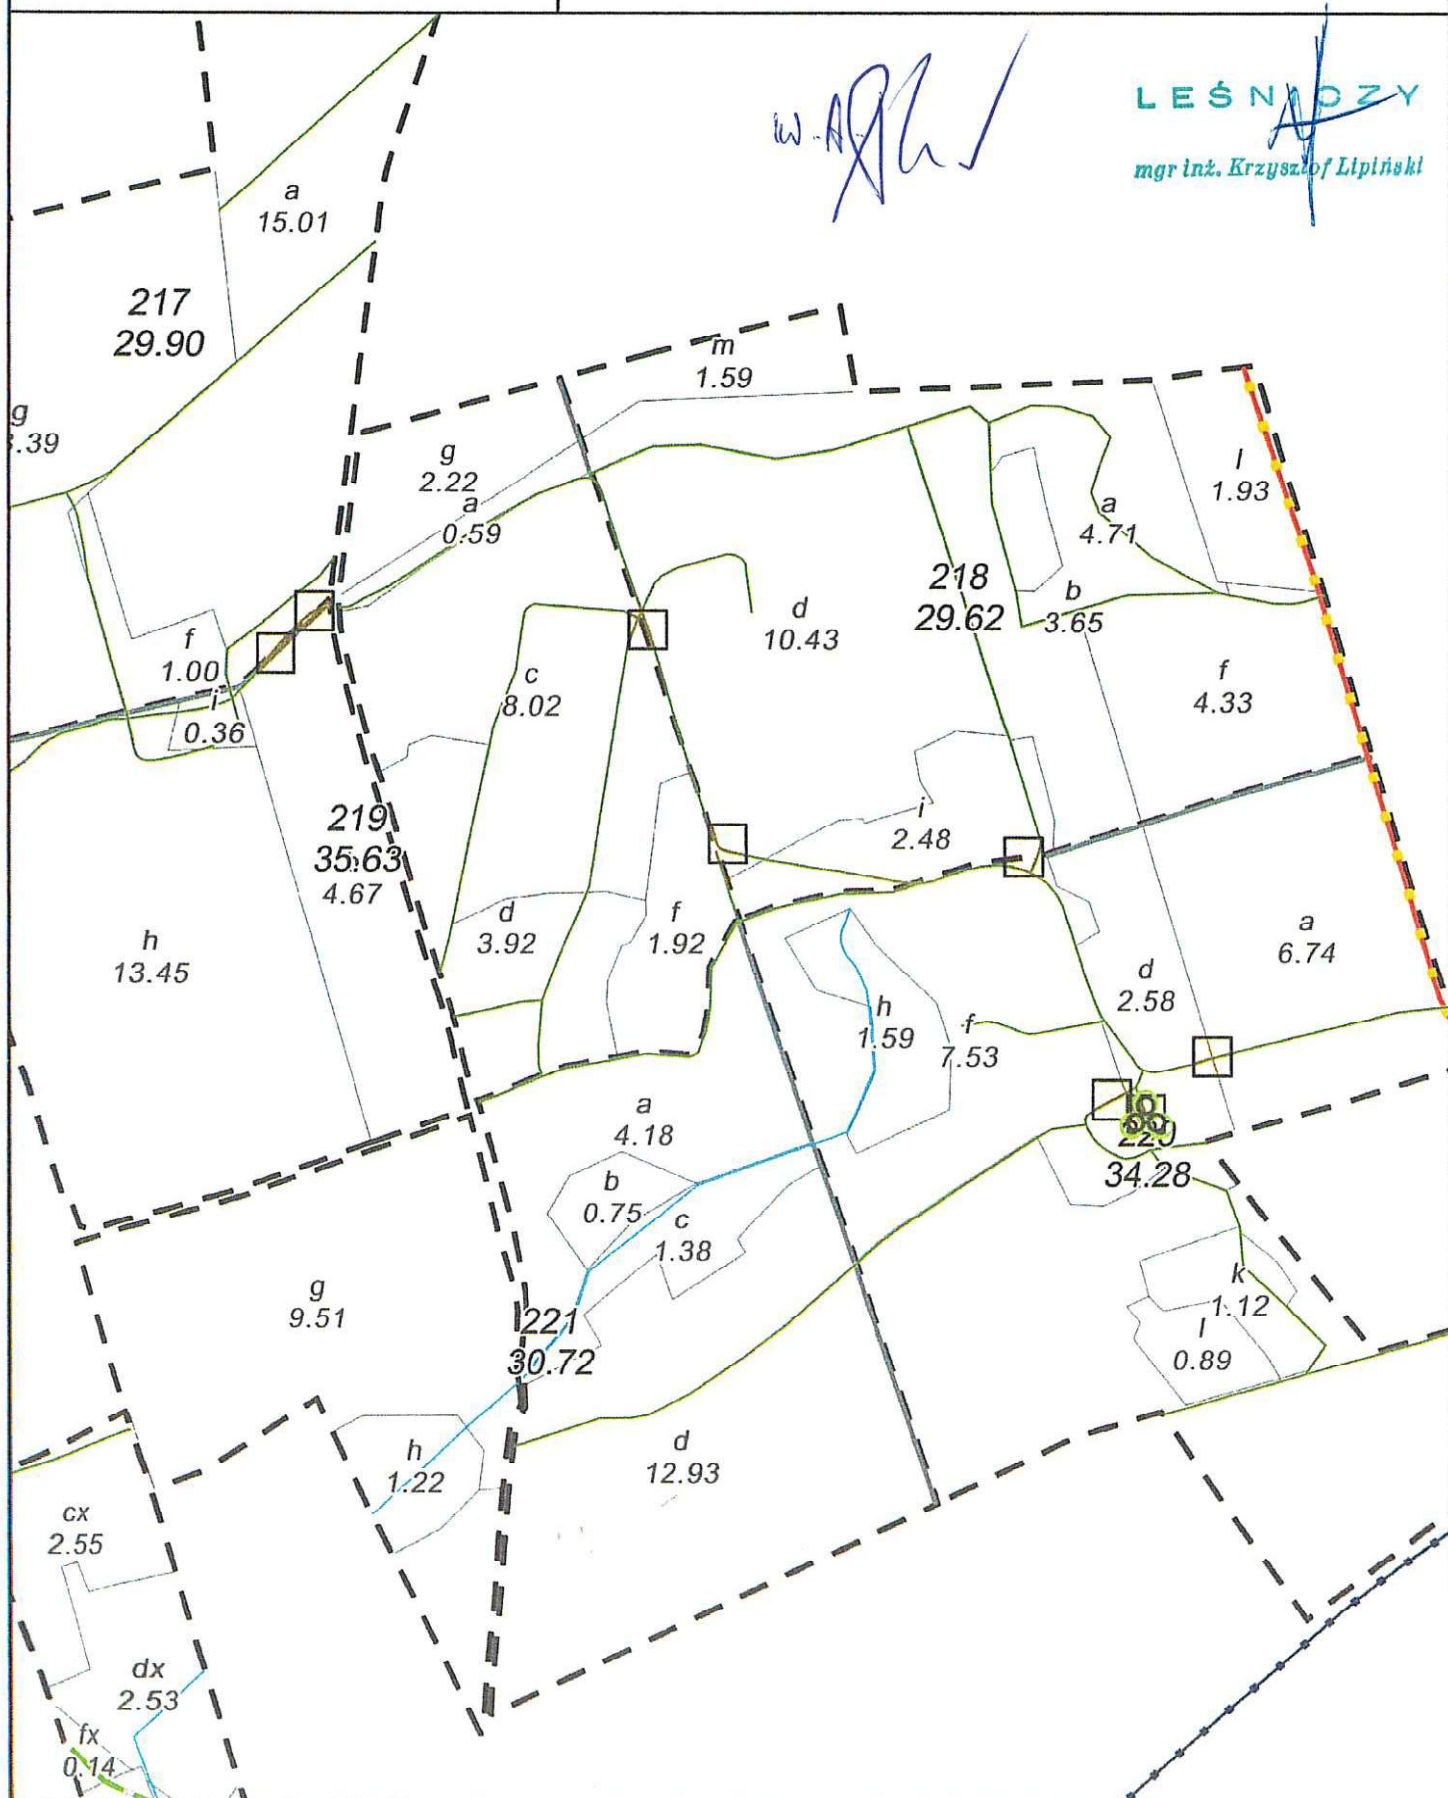 LEŚNICZY
mgr inż. Krzysztof Lipiński
a
15.01
217
29.90
m
1.59
g
.39
g
2.22
a
0.59
l
1.93
a
4.71
218
29.62
d
10.43
b
3.65
f
1.00
i
0.36
c
8.02
f
4.33
219
35.63
4.67
i
2.48
h
13.45
d
3.92
f
1.92
a
6.74
d
2.58
h
1.59
f
7.53
a
4.18
220
34.28
b
0.75
c
1.38
g
9.51
k
1.12
221
30.72
l
0.89
h
1.22
d
12.93
cx
2.55
dx
2.53
fx
0.14